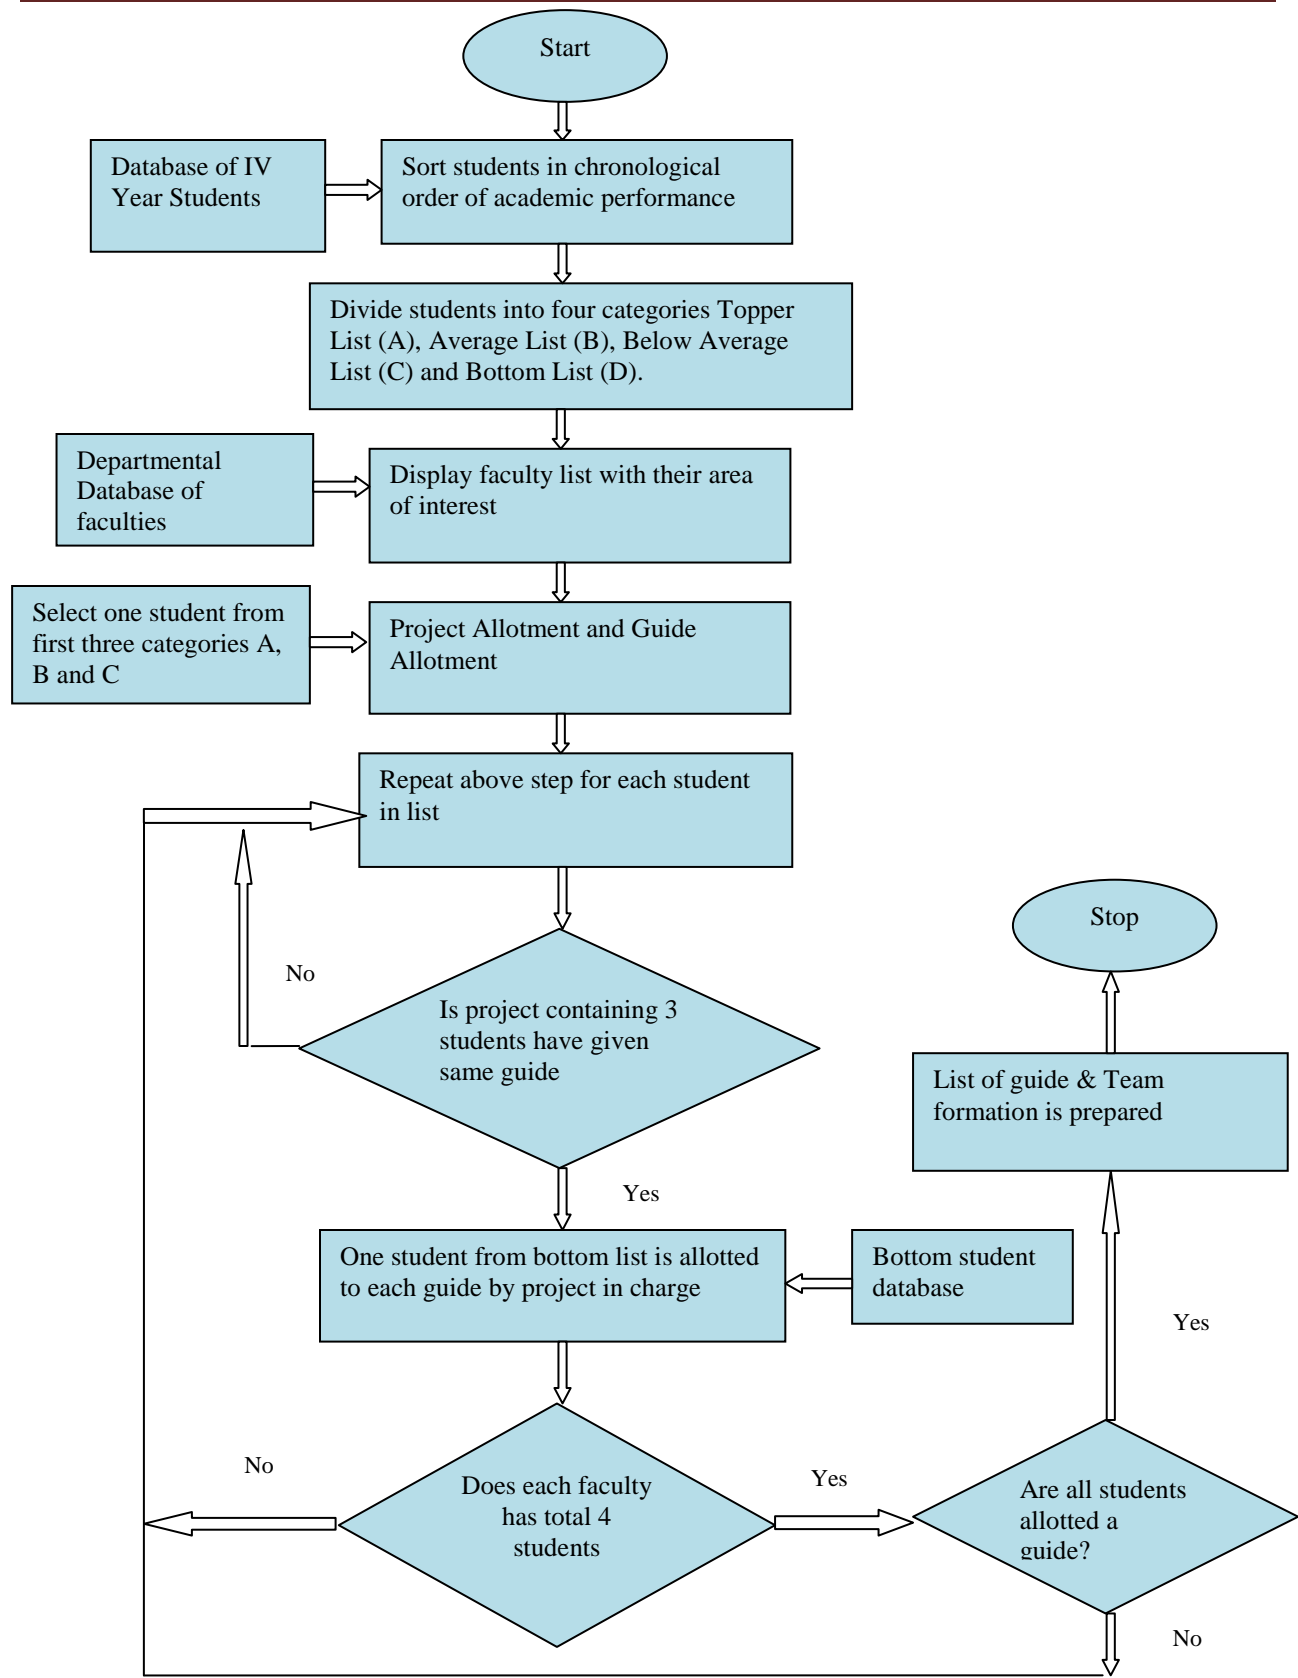 Start
Database of IV
Year Students
Sort students in chronological
order of academic performance
Divide students into four categories Topper
List (A), Average List (B), Below Average
List (C) and Bottom List (D).
Departmental
Database of
faculties
Display faculty list with their area
of interest
Select one student from
first three categories A,
B and C
Project Allotment and Guide
Allotment
Repeat above step for each student
in list
No
Is project containing 3
students have given
same guide
Yes
Stop
List of guide & Team
formation is prepared
One student from bottom list is allotted
to each guide by project in charge
Bottom student
database
Yes
No
Does each faculty
has total 4
students
Yes
Are all students
allotted a
guide?
No